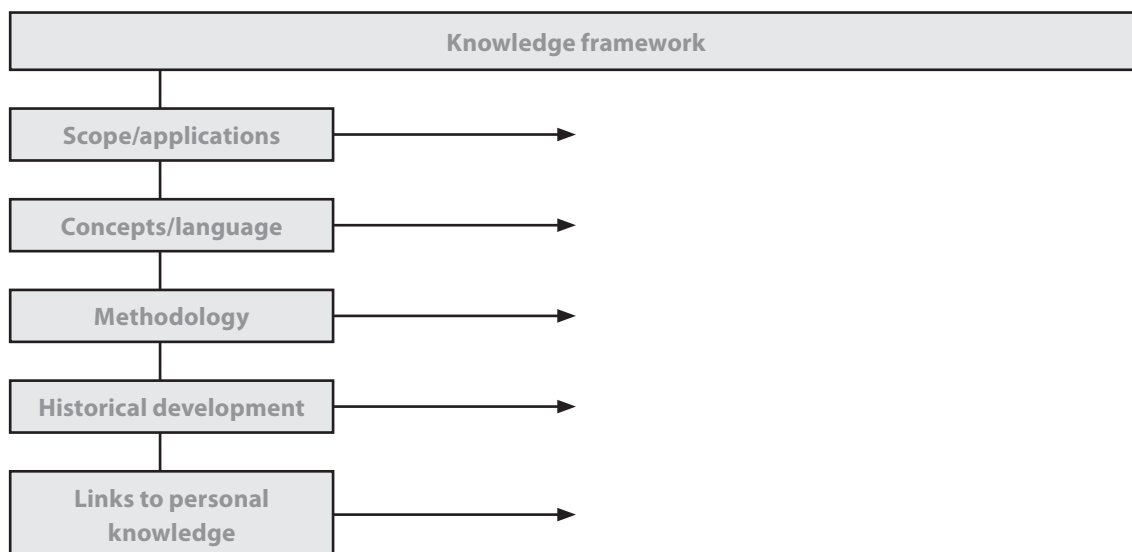 Knowledge framework
Scope/applications
Concepts/language
Methodology
Historical development
Links to personal
knowledge